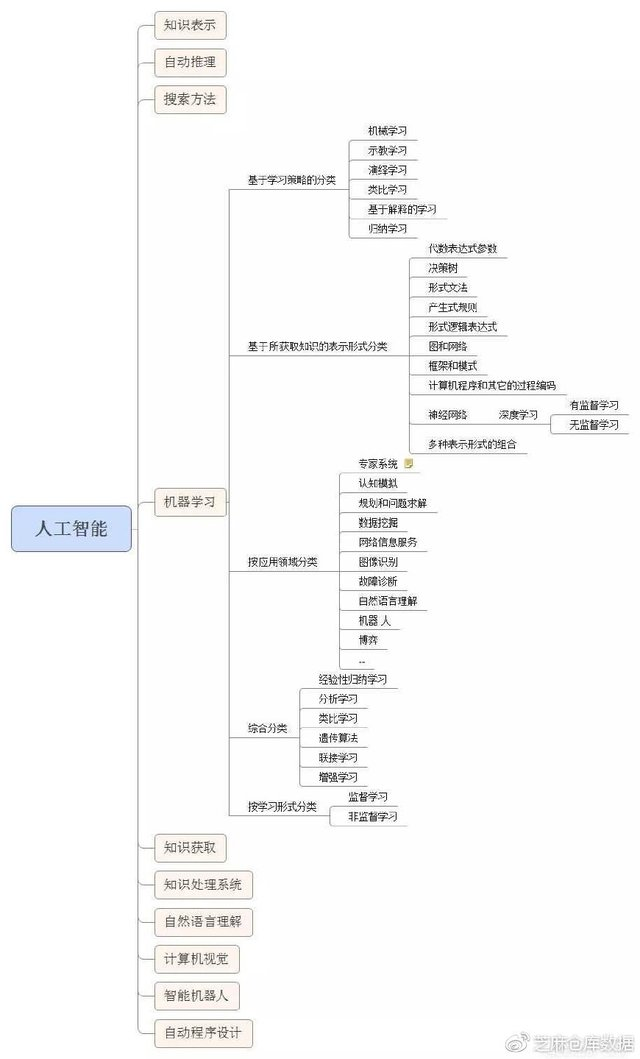 知识表示
自动推理
搜索方法
机械学习
示教学习
演绎学习
基于学习策略的分类
类比学习
基于解释的学习
归纳学习
代数表达式参数
决策树
形式文法
产生式规则
形式逻辑表达式
基于所获取知识的表示形式分类
图和网络
框架和模式
计算机程序和其它的过程编码
有监督学习
神经网络 深度学习
无监督学习
多种表示形式的组合
专家系统
认知模拟
机器学习
规划和问题求解
人工智能
数据挖掘
网络信息服务
按应用领域分类
图像识别
故障诊断
自然语言理解
机器 人
博弈
...
经验性归纳学习
分析学习
类比学习
综合分类
遗传算法
联接学习
增强学习
监督学习
按学习形式分类
非监督学习
知识获取
知识处理系统
自然语言理解
计算机视觉
智能机器人
自动程序设计
芝麻仓库数据